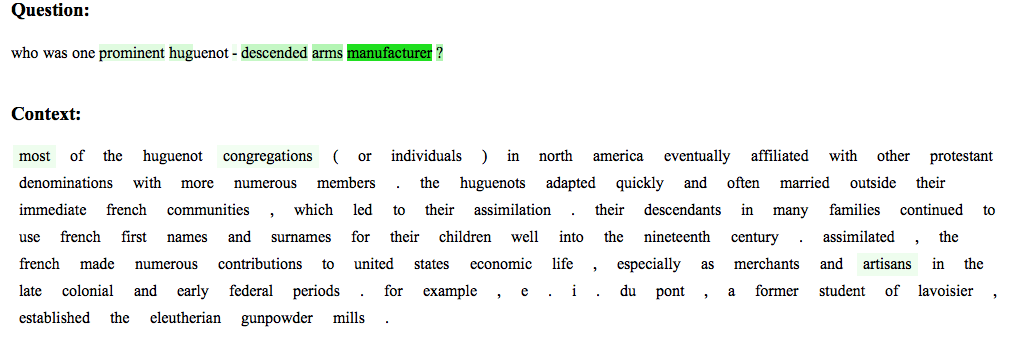 Question:
who was one prominent huguenot - descended arms manufacturer ?
Context:
most of the huguenot congregations ( or individuals ) in north america eventually affiliated with other protestant
denominations with more numerous members . the huguenots adapted quickly and often married outside their
immediate french communities , which led to their assimilation . their descendants in many families continued to
use french first names and surnames for their children well into the nineteenth century . assimilated , the
french made numerous contributions to united states economic life , especially as merchants and artisans in the
late colonial and early federal periods . for example , e . i . du pont , a former student of lavoisier ,
established the eleutherian gunpowder mills .